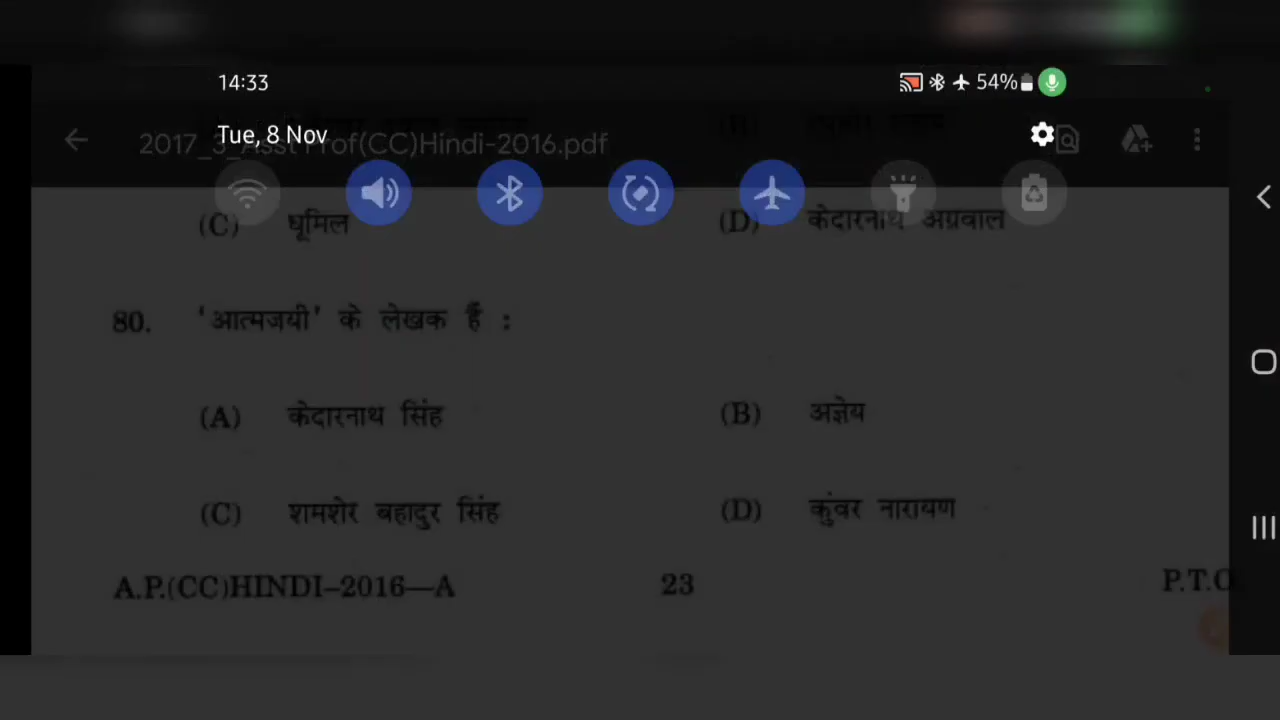 14:33
54%
Tue, 8 Nov
2017_3_Asst Prof(CC)Hindi-2016.pdf
(C) घूमिल (D) केदारनाथ अग्रवाल
80. 'आत्मजयी' के लेखक हैं :
(A) केदारनाथ सिंह (B) अज्ञेय
(C) शमशेर बहादुर सिंह (D) कुंवर नारायण
A.P.(CC)HINDI–2016—A 23 P.T.O